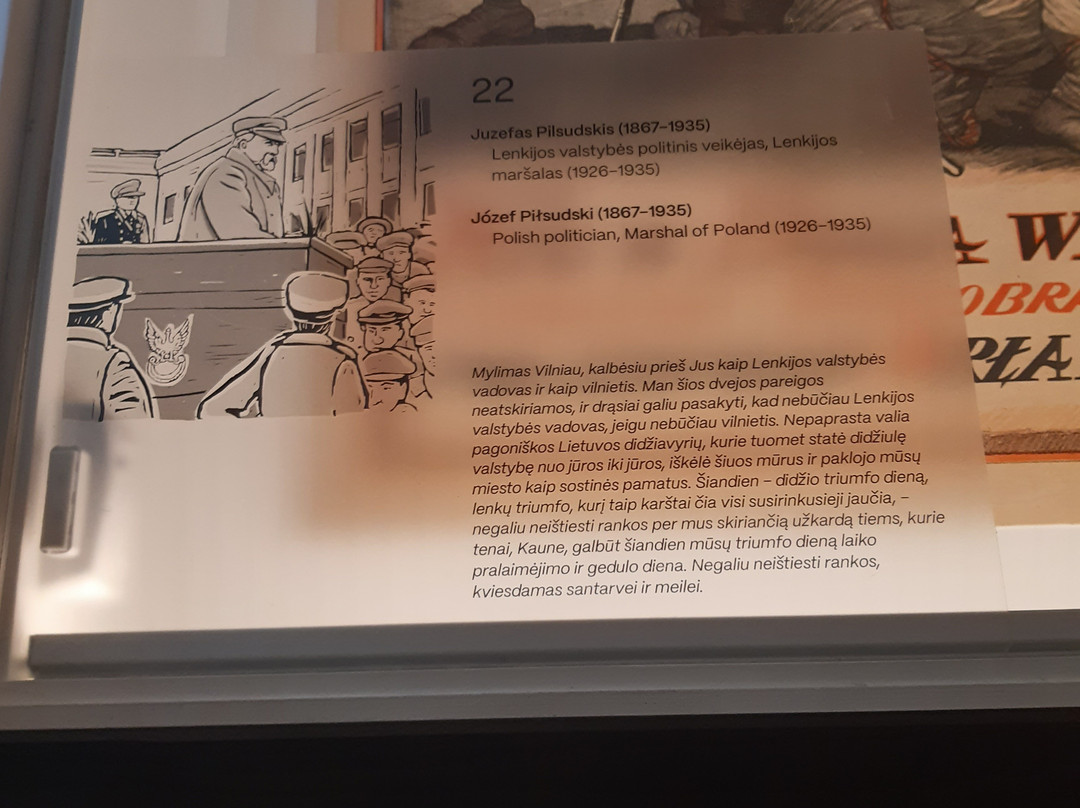 22
Juzefas Pilsudskis (1867–1935)
Lenkijos valstybės politinis veikėjas, Lenkijos
maršalas (1926–1935)
Józef Piłsudski (1867–1935)
Polish politician, Marshal of Poland (1926–1935)
Mylimas Vilniau, kalbėsiu prieš Jus kaip Lenkijos valstybės
vadovas ir kaip vilnietis. Man šios dvejos pareigos
neatskiriamos, ir drąsiai galiu pasakyti, kad nebūčiau Lenkijos
valstybės vadovas, jeigu nebūčiau vilnietis. Nepaprasta valia
pagoniškos Lietuvos didžiavyrių, kurie tuomet statė didžiulę
valstybę nuo jūros iki jūros, iškėlė šiuos mūrus ir paklojo mūsų
miesto kaip sostinės pamatus. Šiandien – didžio triumfo dieną,
lenkų triumfo, kurį taip karštai čia visi susirinkusieji jaučia, –
negaliu neištiesti rankos per mus skiriančią užkardą tiems, kurie
tenai, Kaune, galbūt šiandien mūsų triumfo dieną laiko
pralaimėjimo ir gedulo diena. Negaliu neištiesti rankos,
kviesdamas santarvei ir meilei.